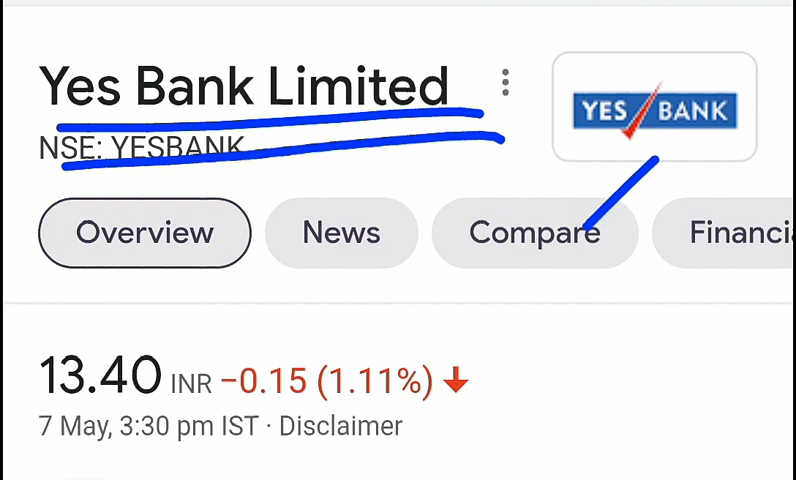 Yes Bank Limited
YES BANK
NSE: YESBANK
Overview News Compare Financi
13.40 INR −0.15 (1.11%) ↓
7 May, 3:30 pm IST · Disclaimer